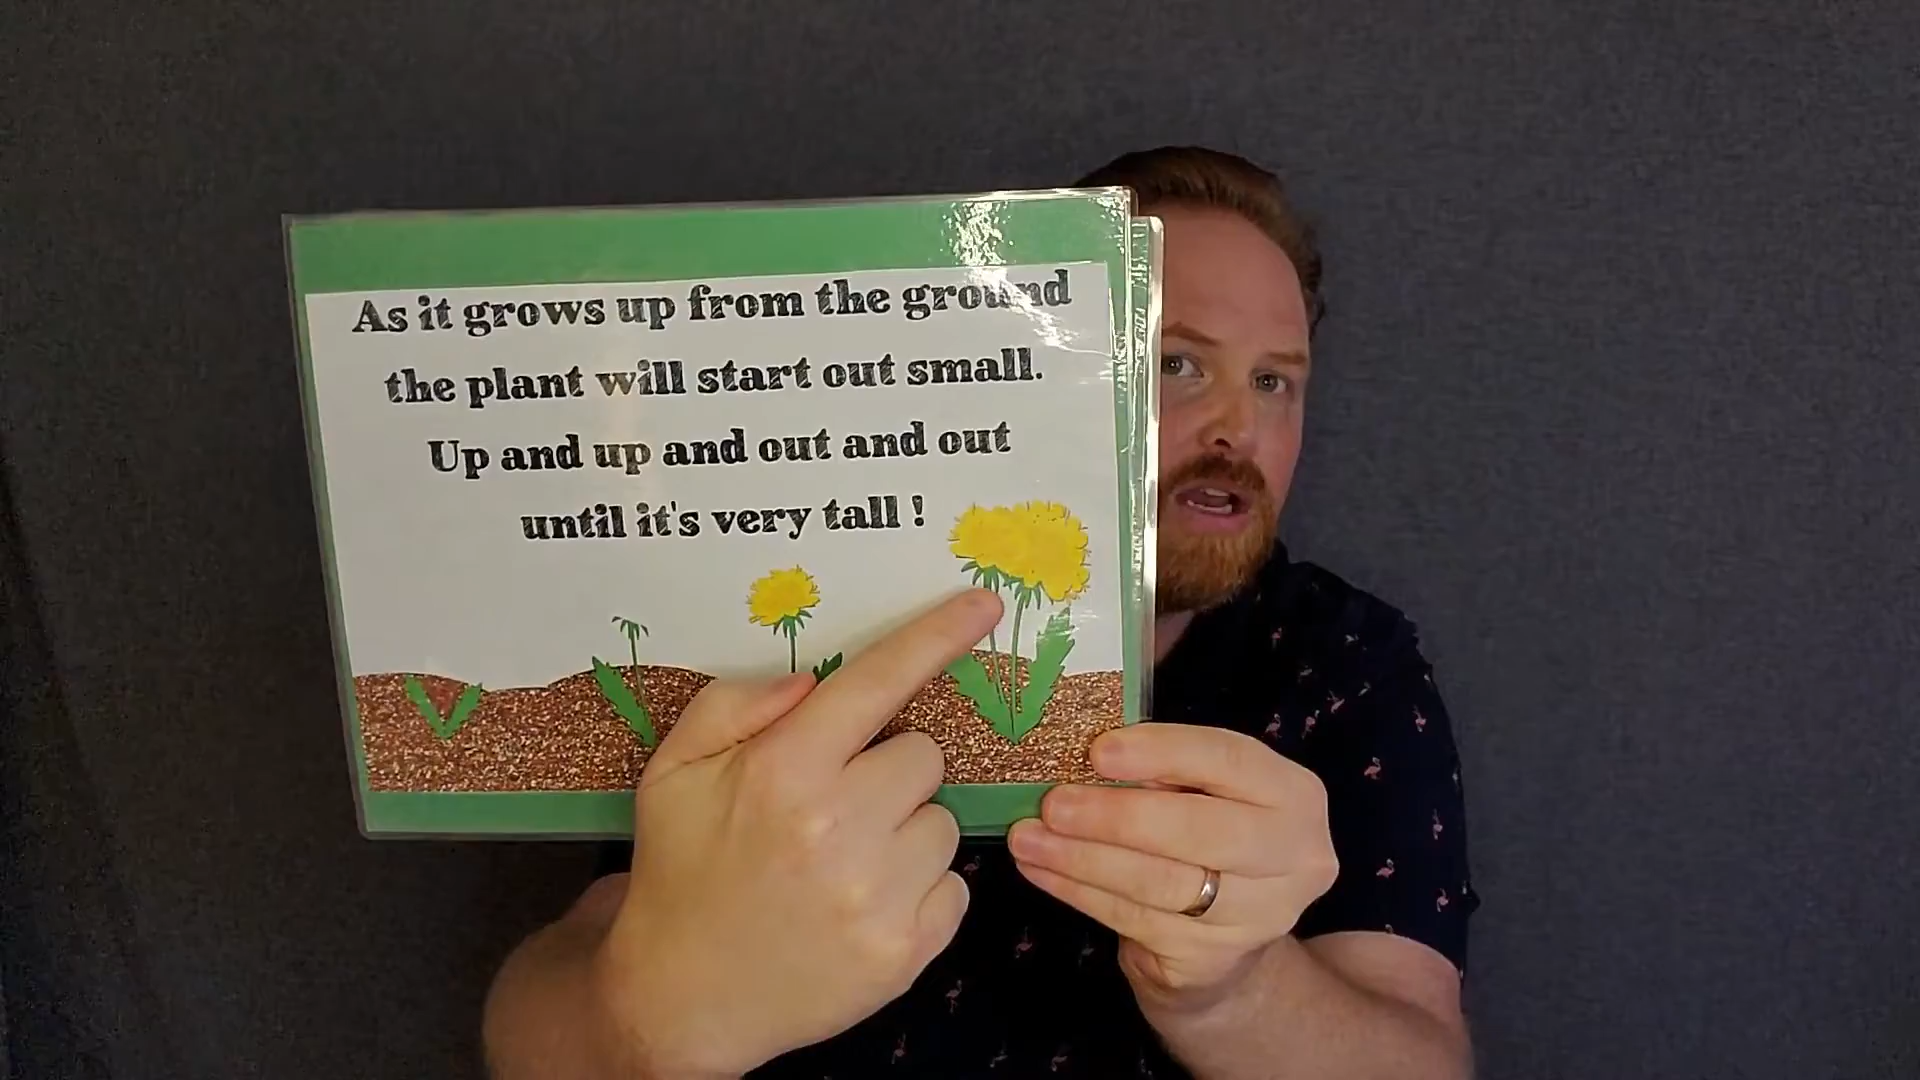 As it grows up from the ground
the plant will start out small.
Up and up and out and out
until it's very tall !